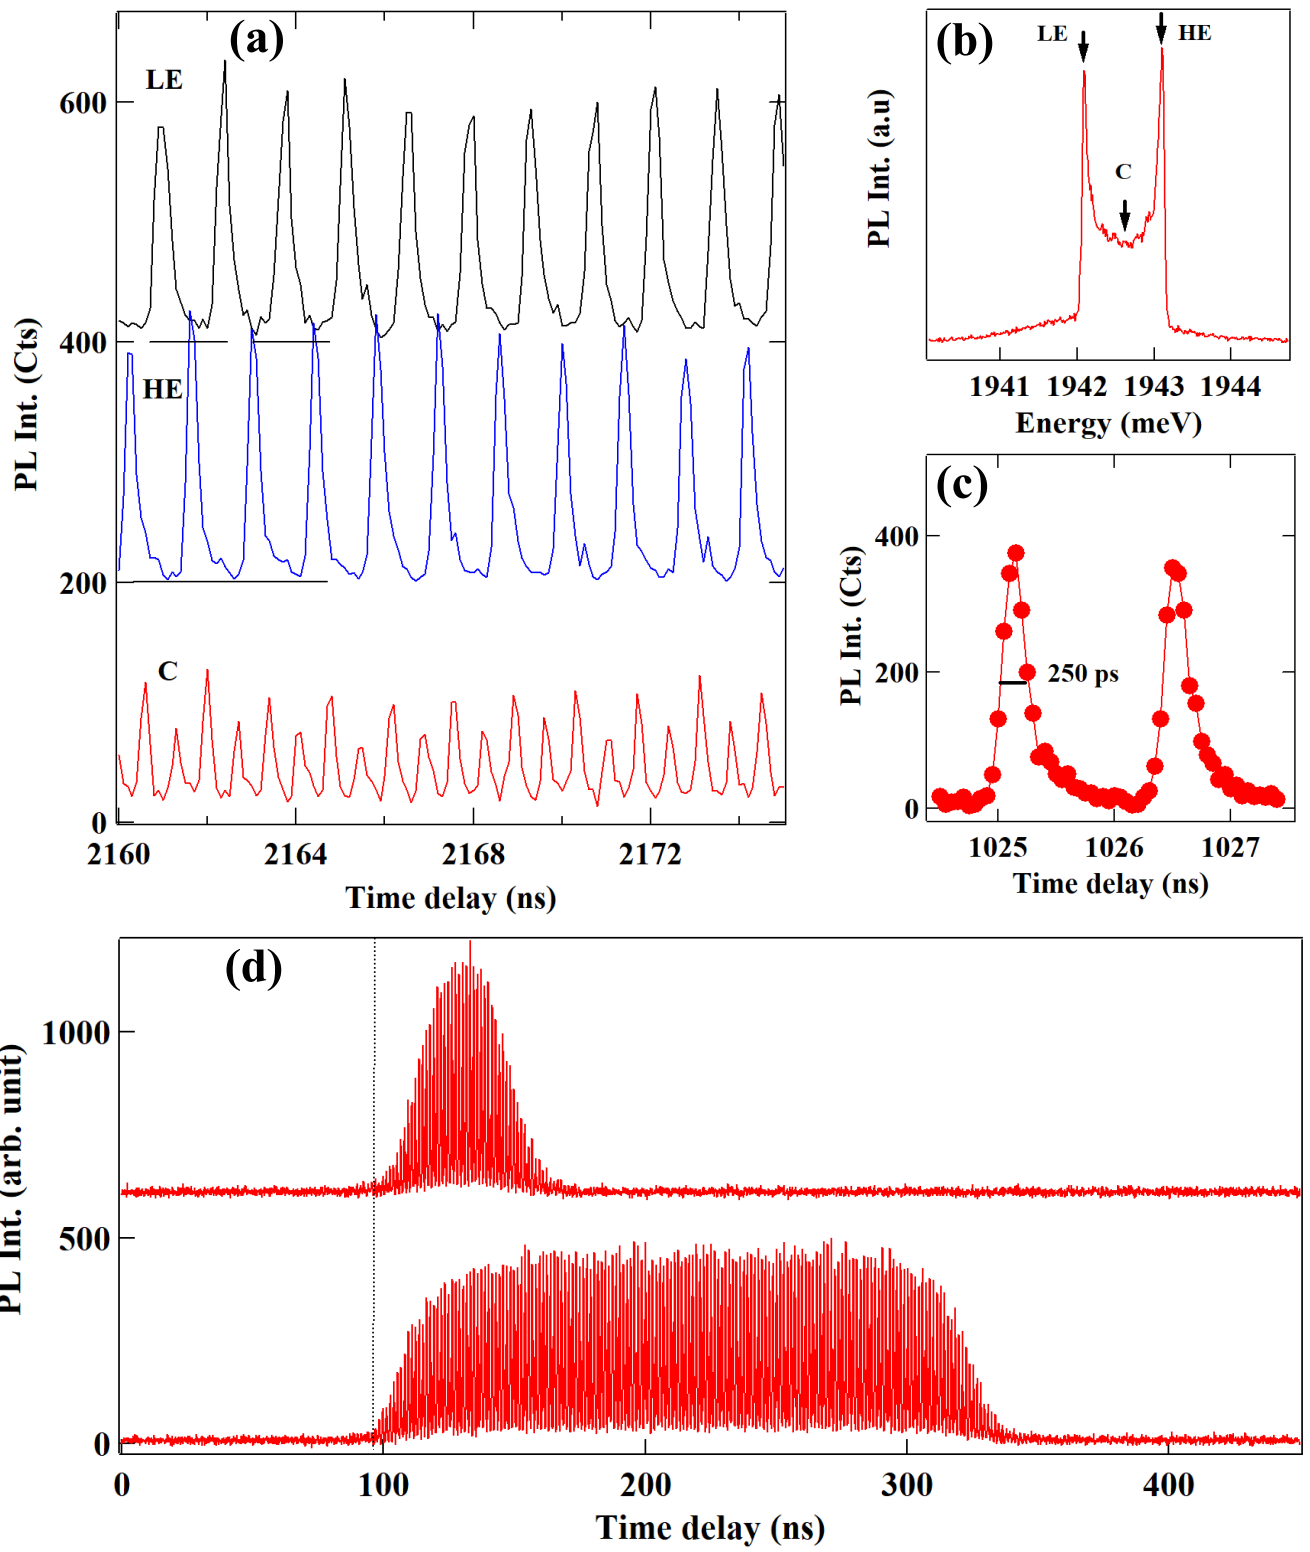 (a)
LE
600
400
HE
200
C
0
2160
2164
2168
2172
Time delay (ns)
PL Int. (Cts)
(b)
LE
HE
C
PL Int. (a.u)
1941
1942
1943
1944
Energy (meV)
(c)
400
200
0
250 ps
PL Int. (Cts)
1025
1026
1027
Time delay (ns)
(d)
1000
500
0
PL Int. (arb. unit)
0
100
200
300
400
Time delay (ns)